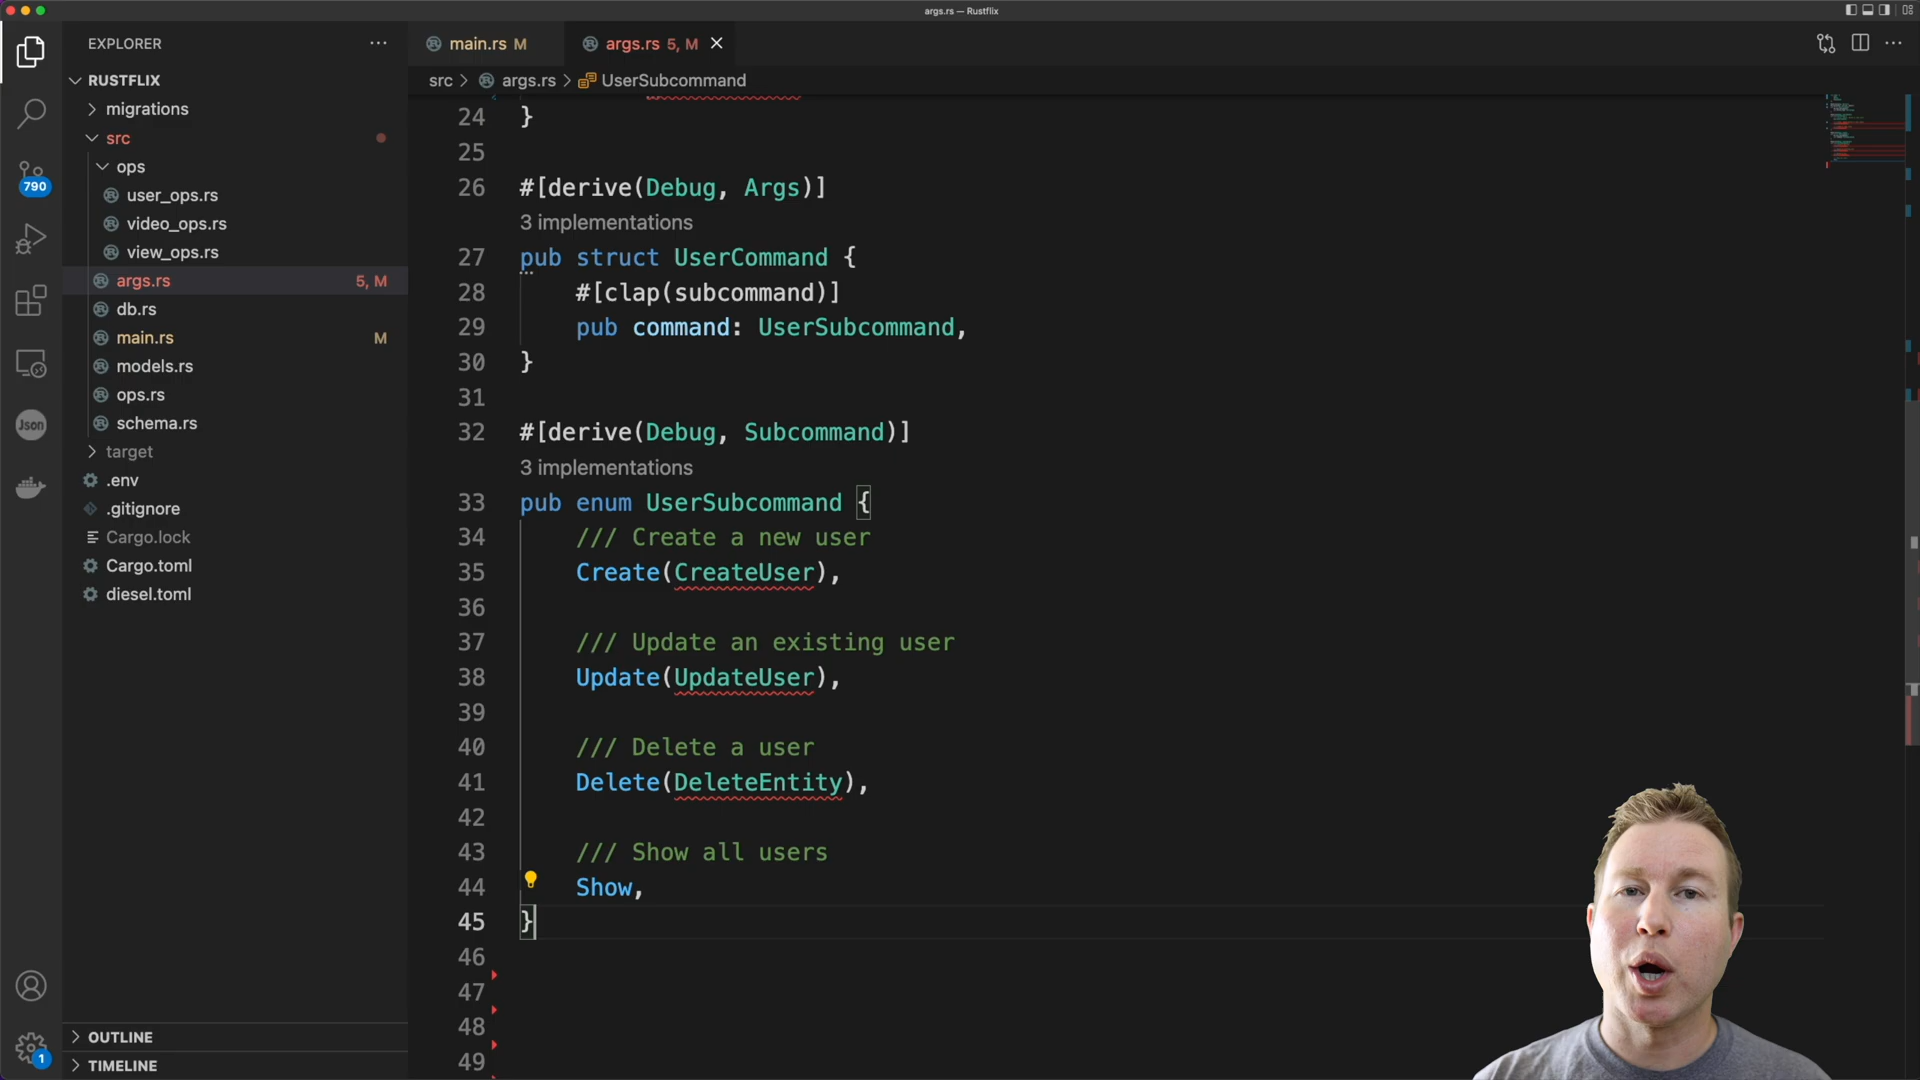 args.rs — Rustflix
EXPLORER
RUSTFLIX
migrations
src
ops
user_ops.rs
video_ops.rs
view_ops.rs
args.rs 5, M
db.rs
main.rs M
models.rs
ops.rs
schema.rs
target
.env
.gitignore
Cargo.lock
Cargo.toml
diesel.toml
OUTLINE
TIMELINE
790
Json
1
main.rs M
args.rs 5, M
src > args.rs > UserSubcommand
24 }
25
26 #[derive(Debug, Args)]
3 implementations
27 pub struct UserCommand {
28 #[clap(subcommand)]
29 pub command: UserSubcommand,
30 }
31
32 #[derive(Debug, Subcommand)]
3 implementations
33 pub enum UserSubcommand {
34 /// Create a new user
35 Create(CreateUser),
36
37 /// Update an existing user
38 Update(UpdateUser),
39
40 /// Delete a user
41 Delete(DeleteEntity),
42
43 /// Show all users
44 Show,
45 }
46
47
48
49